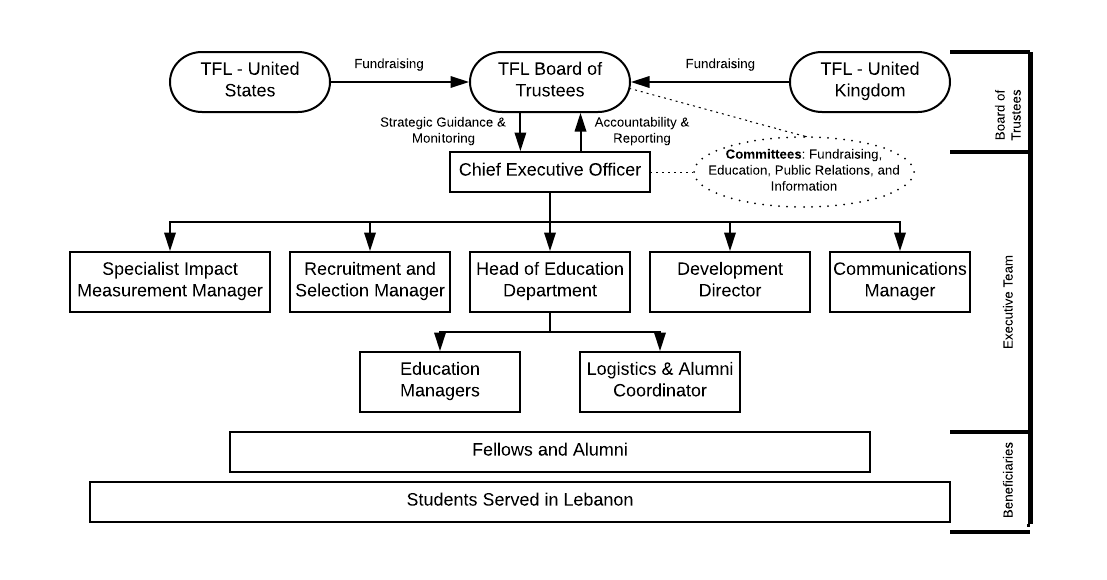 TFL - United
States
Fundraising
TFL Board of
Trustees
Fundraising
TFL - United
Kingdom
Board of
Trustees
Strategic Guidance &
Monitoring
Accountability &
Reporting
Committees: Fundraising,
Education, Public Relations, and
Information
Chief Executive Officer
Specialist Impact
Measurement Manager
Recruitment and
Selection Manager
Head of Education
Department
Development
Director
Communications
Manager
Executive Team
Education
Managers
Logistics & Alumni
Coordinator
Fellows and Alumni
Students Served in Lebanon
Beneficiaries